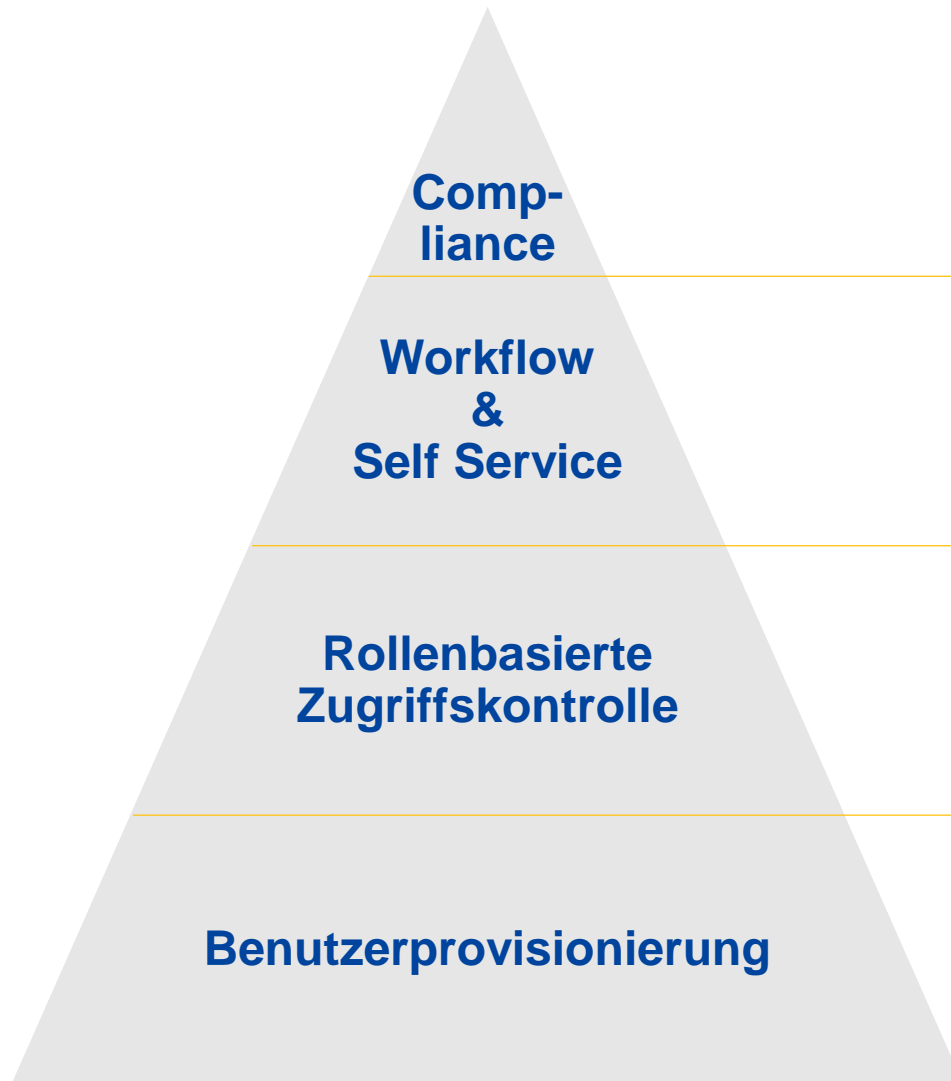 Comp-
liance
Workflow
&
Self Service
Rollenbasierte
Zugriffskontrolle
Benutzerprovisionierung